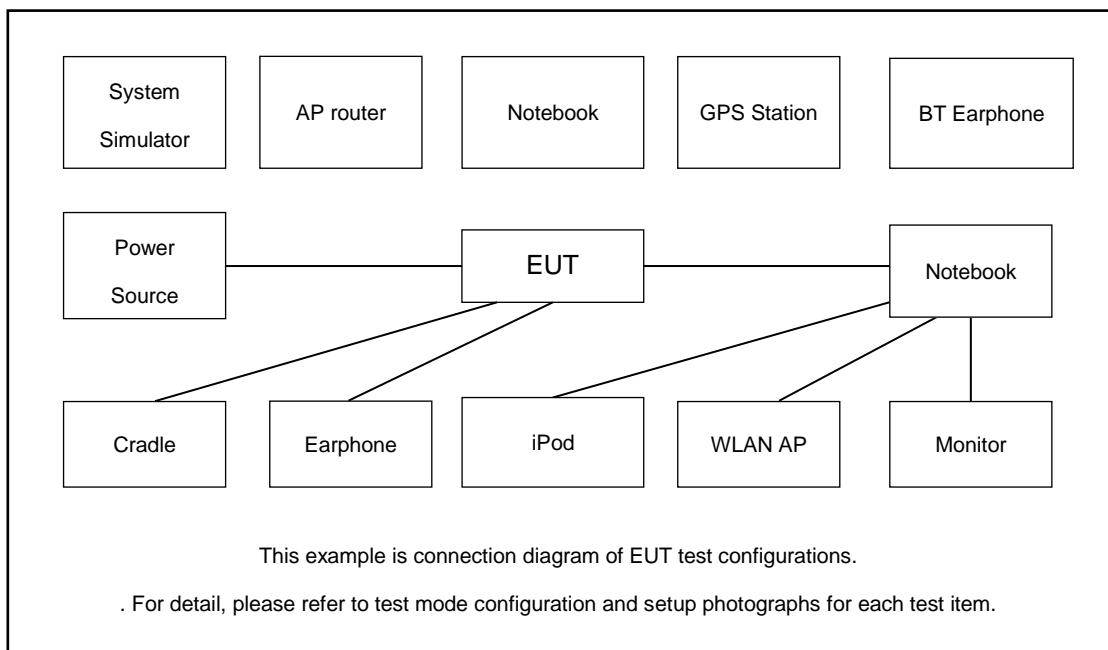 System
Simulator
AP router
Notebook
GPS Station
BT Earphone
Power
Source
EUT
Notebook
Cradle
Earphone
iPod
WLAN AP
Monitor
This example is connection diagram of EUT test configurations.
. For detail, please refer to test mode configuration and setup photographs for each test item.